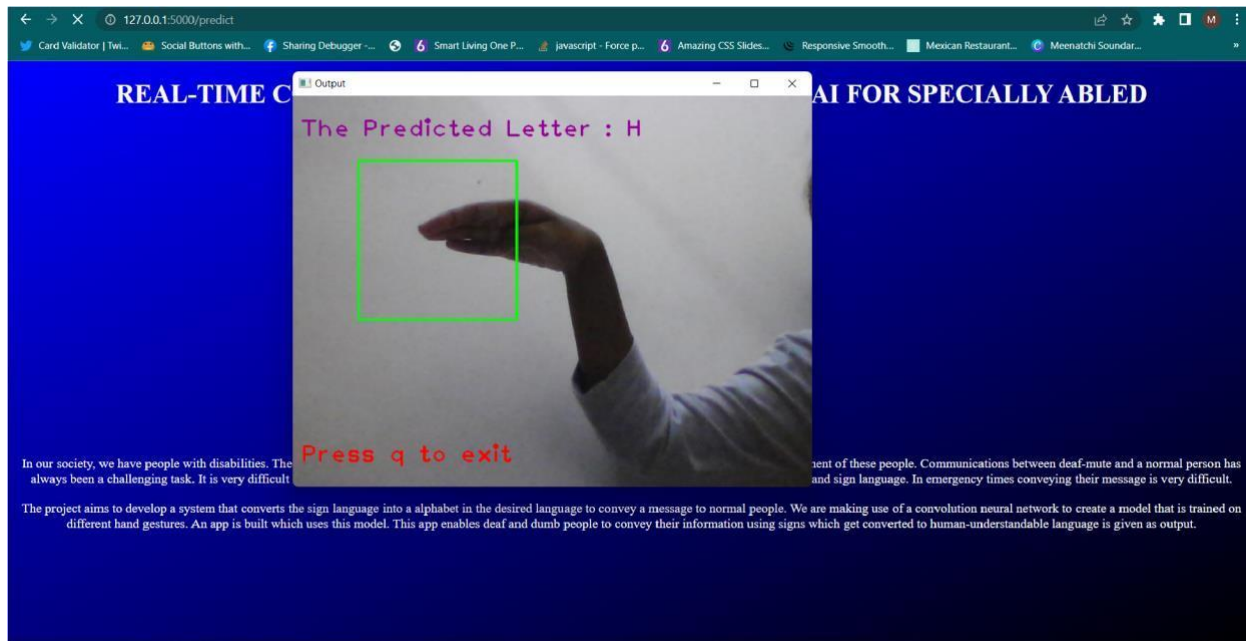 127.0.0.1:5000/predict
M
Card Validator | Twi... Social Buttons with... Sharing Debugger -... 6 Smart Living One P... javascript - Force p... 6 Amazing CSS Slides... Responsive Smooth... Mexican Restaurant... C Meenatchi Soundar... »
Output
REAL-TIME C AI FOR SPECIALLY ABLED
The Predicted Letter : H
Press q to exit
In our society, we have people with disabilities. The nent of these people. Communications between deaf-mute and a normal person has
always been a challenging task. It is very difficult and sign language. In emergency times conveying their message is very difficult.
The project aims to develop a system that converts the sign language into a alphabet in the desired language to convey a message to normal people. We are making use of a convolution neural network to create a model that is trained on
different hand gestures. An app is built which uses this model. This app enables deaf and dumb people to convey their information using signs which get converted to human-understandable language is given as output.